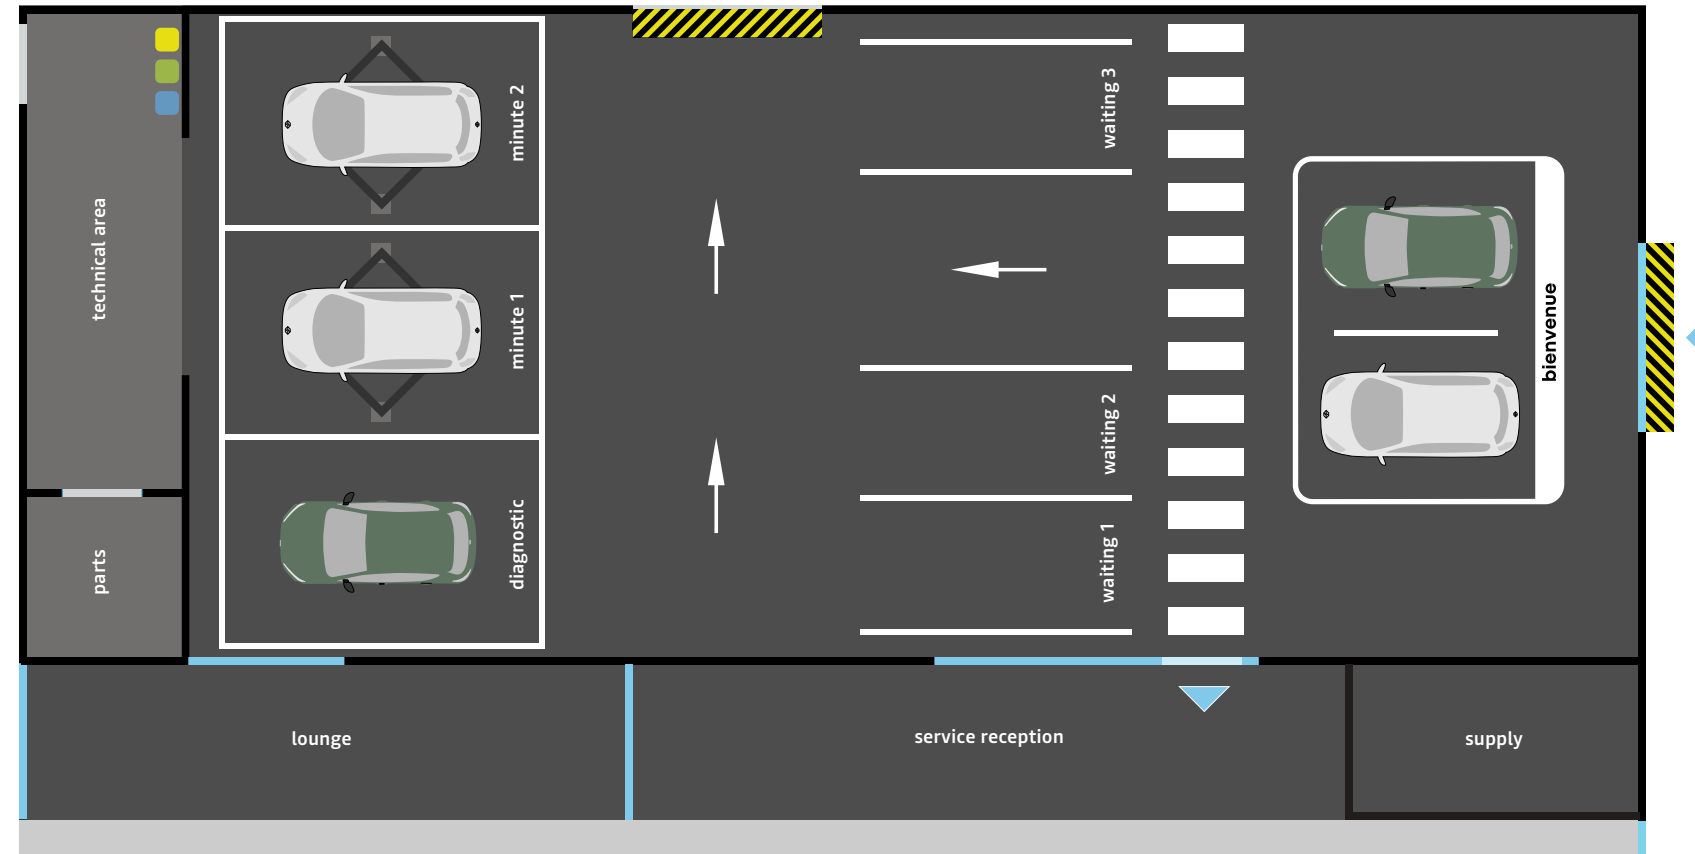 technical area
parts
minute 2
minute 1
diagnostic
waiting 3
waiting 2
waiting 1
bienvenue
lounge
service reception
supply